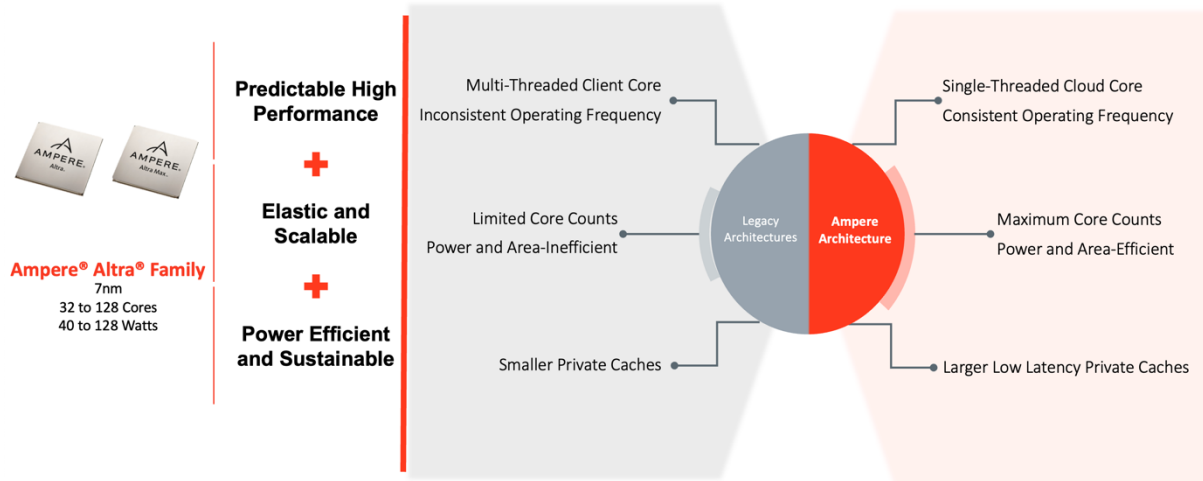 AMPERE.
Altra.
AMPERE.
Altra Max.
Ampere® Altra® Family
7nm
32 to 128 Cores
40 to 128 Watts
Predictable High
Performance
Elastic and
Scalable
Power Efficient
and Sustainable
Multi-Threaded Client Core
Inconsistent Operating Frequency
Limited Core Counts
Power and Area-Inefficient
Smaller Private Caches
Legacy
Architectures
Ampere
Architecture
Single-Threaded Cloud Core
Consistent Operating Frequency
Maximum Core Counts
Power and Area-Efficient
Larger Low Latency Private Caches